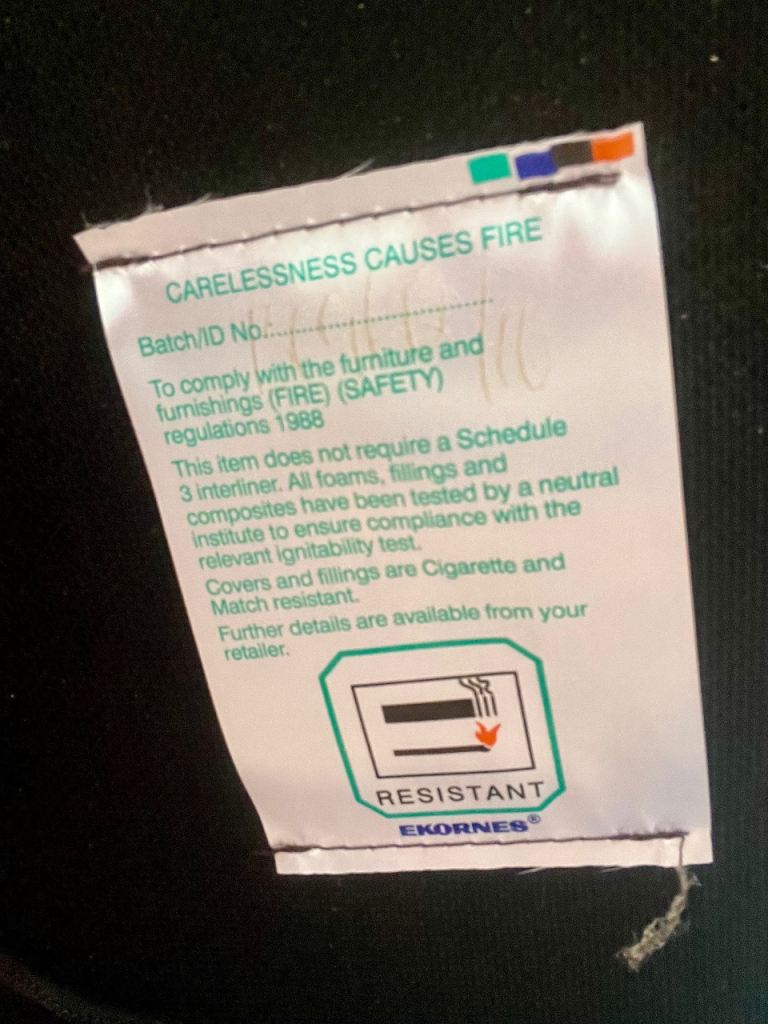 CARELESSNESS CAUSES FIRE
Batch/ID No.:..........................................
To comply with the furniture and
furnishings (FIRE) (SAFETY)
regulations 1988
This item does not require a Schedule
3 interliner. All foams, fillings and
composites have been tested by a neutral
institute to ensure compliance with the
relevant ignitability test.
Covers and fillings are Cigarette and
Match resistant.
Further details are available from your
retailer.
RESISTANT
EKORNES®